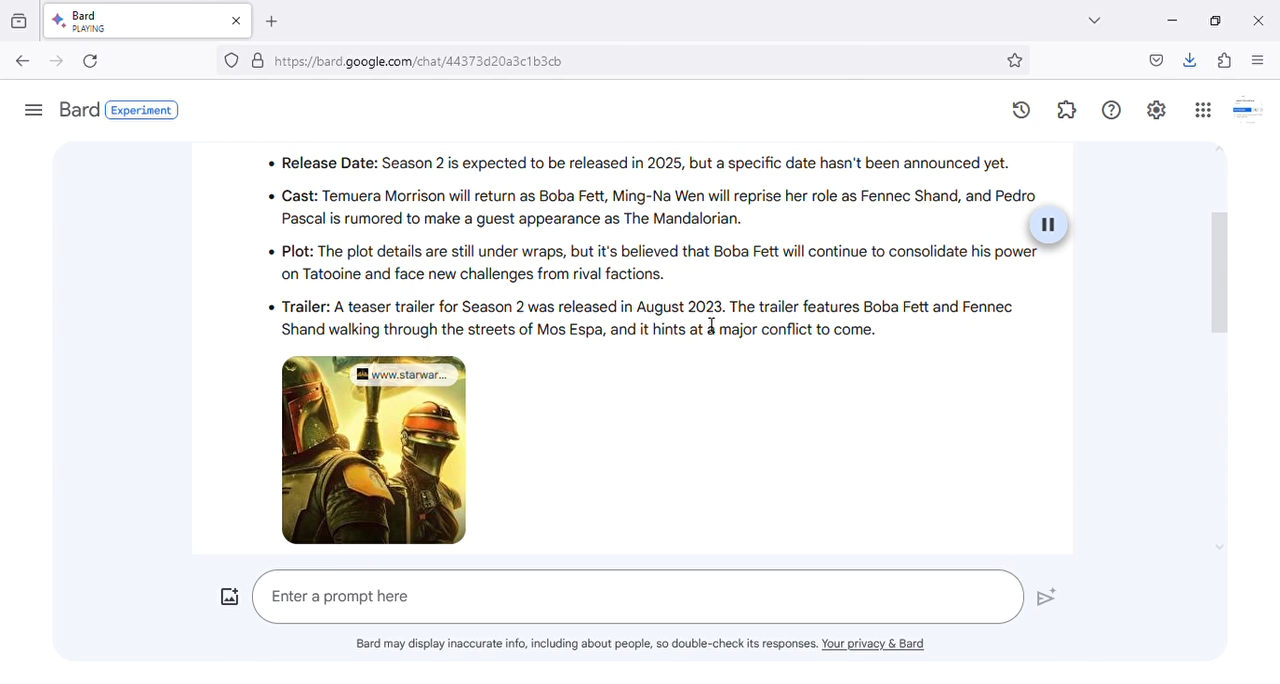 Bard
PLAYING
https://bard.google.com/chat/44373d20a3c1b3cb
Bard Experiment
• Release Date: Season 2 is expected to be released in 2025, but a specific date hasn't been announced yet.
• Cast: Temuera Morrison will return as Boba Fett, Ming-Na Wen will reprise her role as Fennec Shand, and Pedro
Pascal is rumored to make a guest appearance as The Mandalorian.
• Plot: The plot details are still under wraps, but it's believed that Boba Fett will continue to consolidate his power
on Tatooine and face new challenges from rival factions.
• Trailer: A teaser trailer for Season 2 was released in August 2023. The trailer features Boba Fett and Fennec
Shand walking through the streets of Mos Espa, and it hints at a major conflict to come.
www.starwar...
Enter a prompt here
Bard may display inaccurate info, including about people, so double-check its responses. Your privacy & Bard